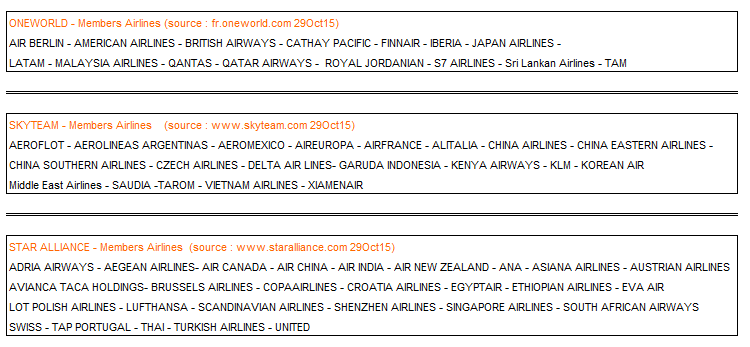 ONEWORLD - Members Airlines (source : fr.oneworld.com 29Oct15)
AIR BERLIN - AMERICAN AIRLINES - BRITISH AIRWAYS - CATHAY PACIFIC - FINNAIR - IBERIA - JAPAN AIRLINES -
LATAM - MALAYSIA AIRLINES - QANTAS - QATAR AIRWAYS - ROYAL JORDANIAN - S7 AIRLINES - Sri Lankan Airlines - TAM
SKYTEAM - Members Airlines (source : www.skyteam.com 29Oct15)
AEROFLOT - AEROLINEAS ARGENTINAS - AEROMEXICO - AIREUROPA - AIRFRANCE - ALITALIA - CHINA AIRLINES - CHINA EASTERN AIRLINES -
CHINA SOUTHERN AIRLINES - CZECH AIRLINES - DELTA AIR LINES- GARUDA INDONESIA - KENYA AIRWAYS - KLM - KOREAN AIR
Middle East Airlines - SAUDIA -TAROM - VIETNAM AIRLINES - XIAMENAIR
STAR ALLIANCE - Members Airlines (source : www.staralliance.com 29Oct15)
ADRIA AIRWAYS - AEGEAN AIRLINES- AIR CANADA - AIR CHINA - AIR INDIA - AIR NEW ZEALAND - ANA - ASIANA AIRLINES - AUSTRIAN AIRLINES
AVIANCA TACA HOLDINGS- BRUSSELS AIRLINES - COPAAIRLINES - CROATIA AIRLINES - EGYPTAIR - ETHIOPIAN AIRLINES - EVA AIR
LOT POLISH AIRLINES - LUFTHANSA - SCANDINAVIAN AIRLINES - SHENZHEN AIRLINES - SINGAPORE AIRLINES - SOUTH AFRICAN AIRWAYS
SWISS - TAP PORTUGAL - THAI - TURKISH AIRLINES - UNITED